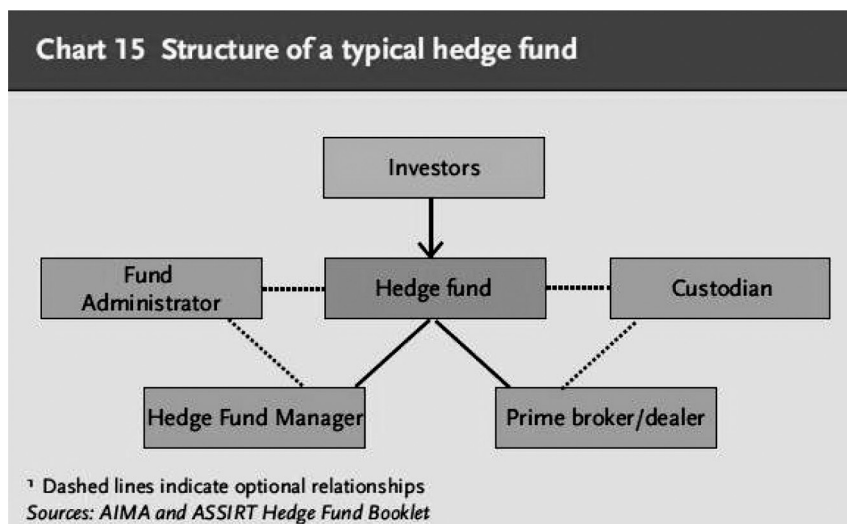 Chart 15 Structure of a typical hedge fund
Investors
Fund
Administrator
Hedge fund
Custodian
Hedge Fund Manager
Prime broker/dealer
¹ Dashed lines indicate optional relationships
Sources: AIMA and ASSIRT Hedge Fund Booklet